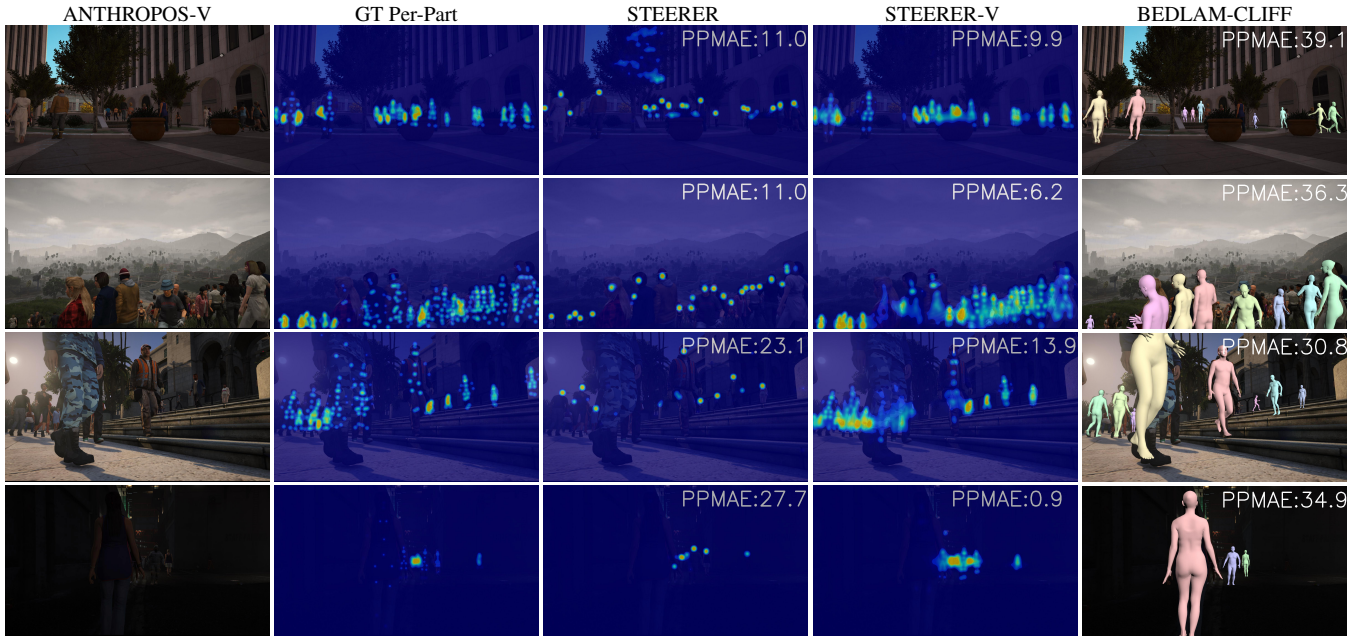 ANTHROPOS-V GT Per-Part STEERER STEERER-V BEDLAM-CLIFF
PPMAE:11.0 PPMAE:9.9 PPMAE:39.1
PPMAE:11.0 PPMAE:6.2 PPMAE:36.3
PPMAE:23.1 PPMAE:13.9 PPMAE:30.8
PPMAE:27.7 PPMAE:0.9 PPMAE:34.9